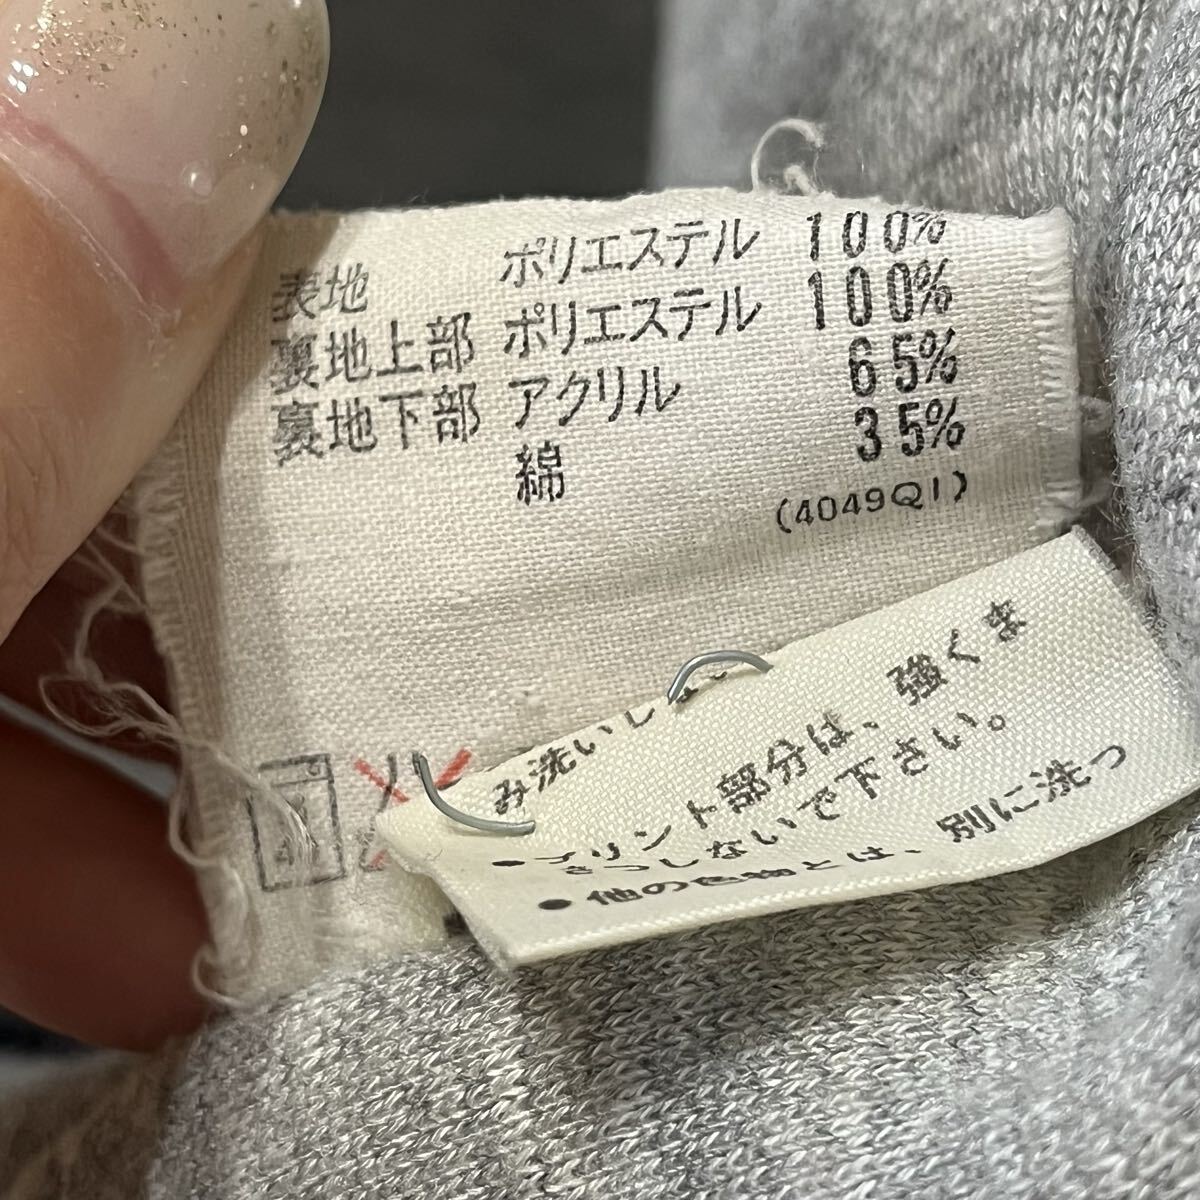 表地 ポリエステル 100%
裏地上部 ポリエステル 100%
裏地下部 アクリル 65%
綿 35%
(4049Q1)
み洗いし
●プリント部分は、強くま
さつしないで下さい。
●他の色物とは、別に洗っ